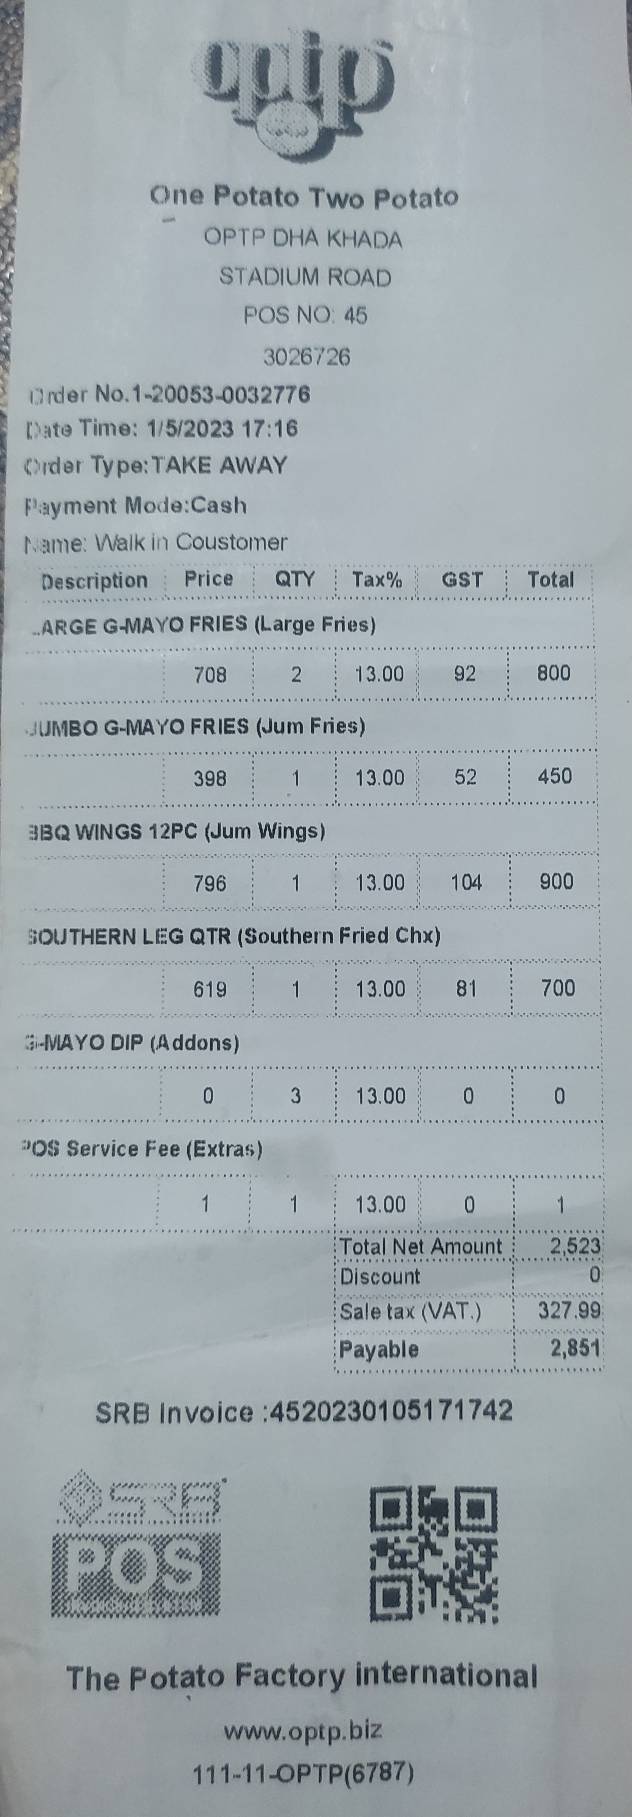 optp
One Potato Two Potato
OPTP DHA KHADA
STADIUM ROAD
POS NO: 45
3026726
Order No.1-20053-0032776
Date Time: 1/5/2023 17:16
Order Type:TAKE AWAY
Payment Mode:Cash
Name: Walk in Coustomer
Description Price QTY Tax% GST Total
LARGE G-MAYO FRIES (Large Fries)
708 2 13.00 92 800
JUMBO G-MAYO FRIES (Jum Fries)
398 1 13.00 52 450
BBQ WINGS 12PC (Jum Wings)
796 1 13.00 104 900
SOUTHERN LEG QTR (Southern Fried Chx)
619 1 13.00 81 700
G-MAYO DIP (Addons)
0 3 13.00 0 0
POS Service Fee (Extras)
1 1 13.00 0 1
Total Net Amount 2,523
Discount 0
Sale tax (VAT.) 327.99
Payable 2,851
SRB Invoice :4520230105171742
SRB
POS
The Potato Factory international
www.optp.biz
111-11-OPTP(6787)